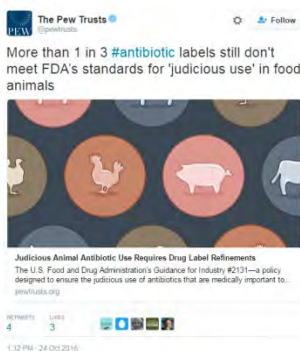 The Pew Trusts
@pewtrusts
Follow
PEW
More than 1 in 3 #antibiotic labels still don't
meet FDA's standards for 'judicious use' in food
animals
Judicious Animal Antibiotic Use Requires Drug Label Refinements
The U.S. Food and Drug Administration's Guidance for Industry #2131—a policy
designed to ensure the judicious use of antibiotics that are medically important to...
pewtrusts.org
RETWEETS LIKES
4 3
1:32 PM - 24 Oct 2016